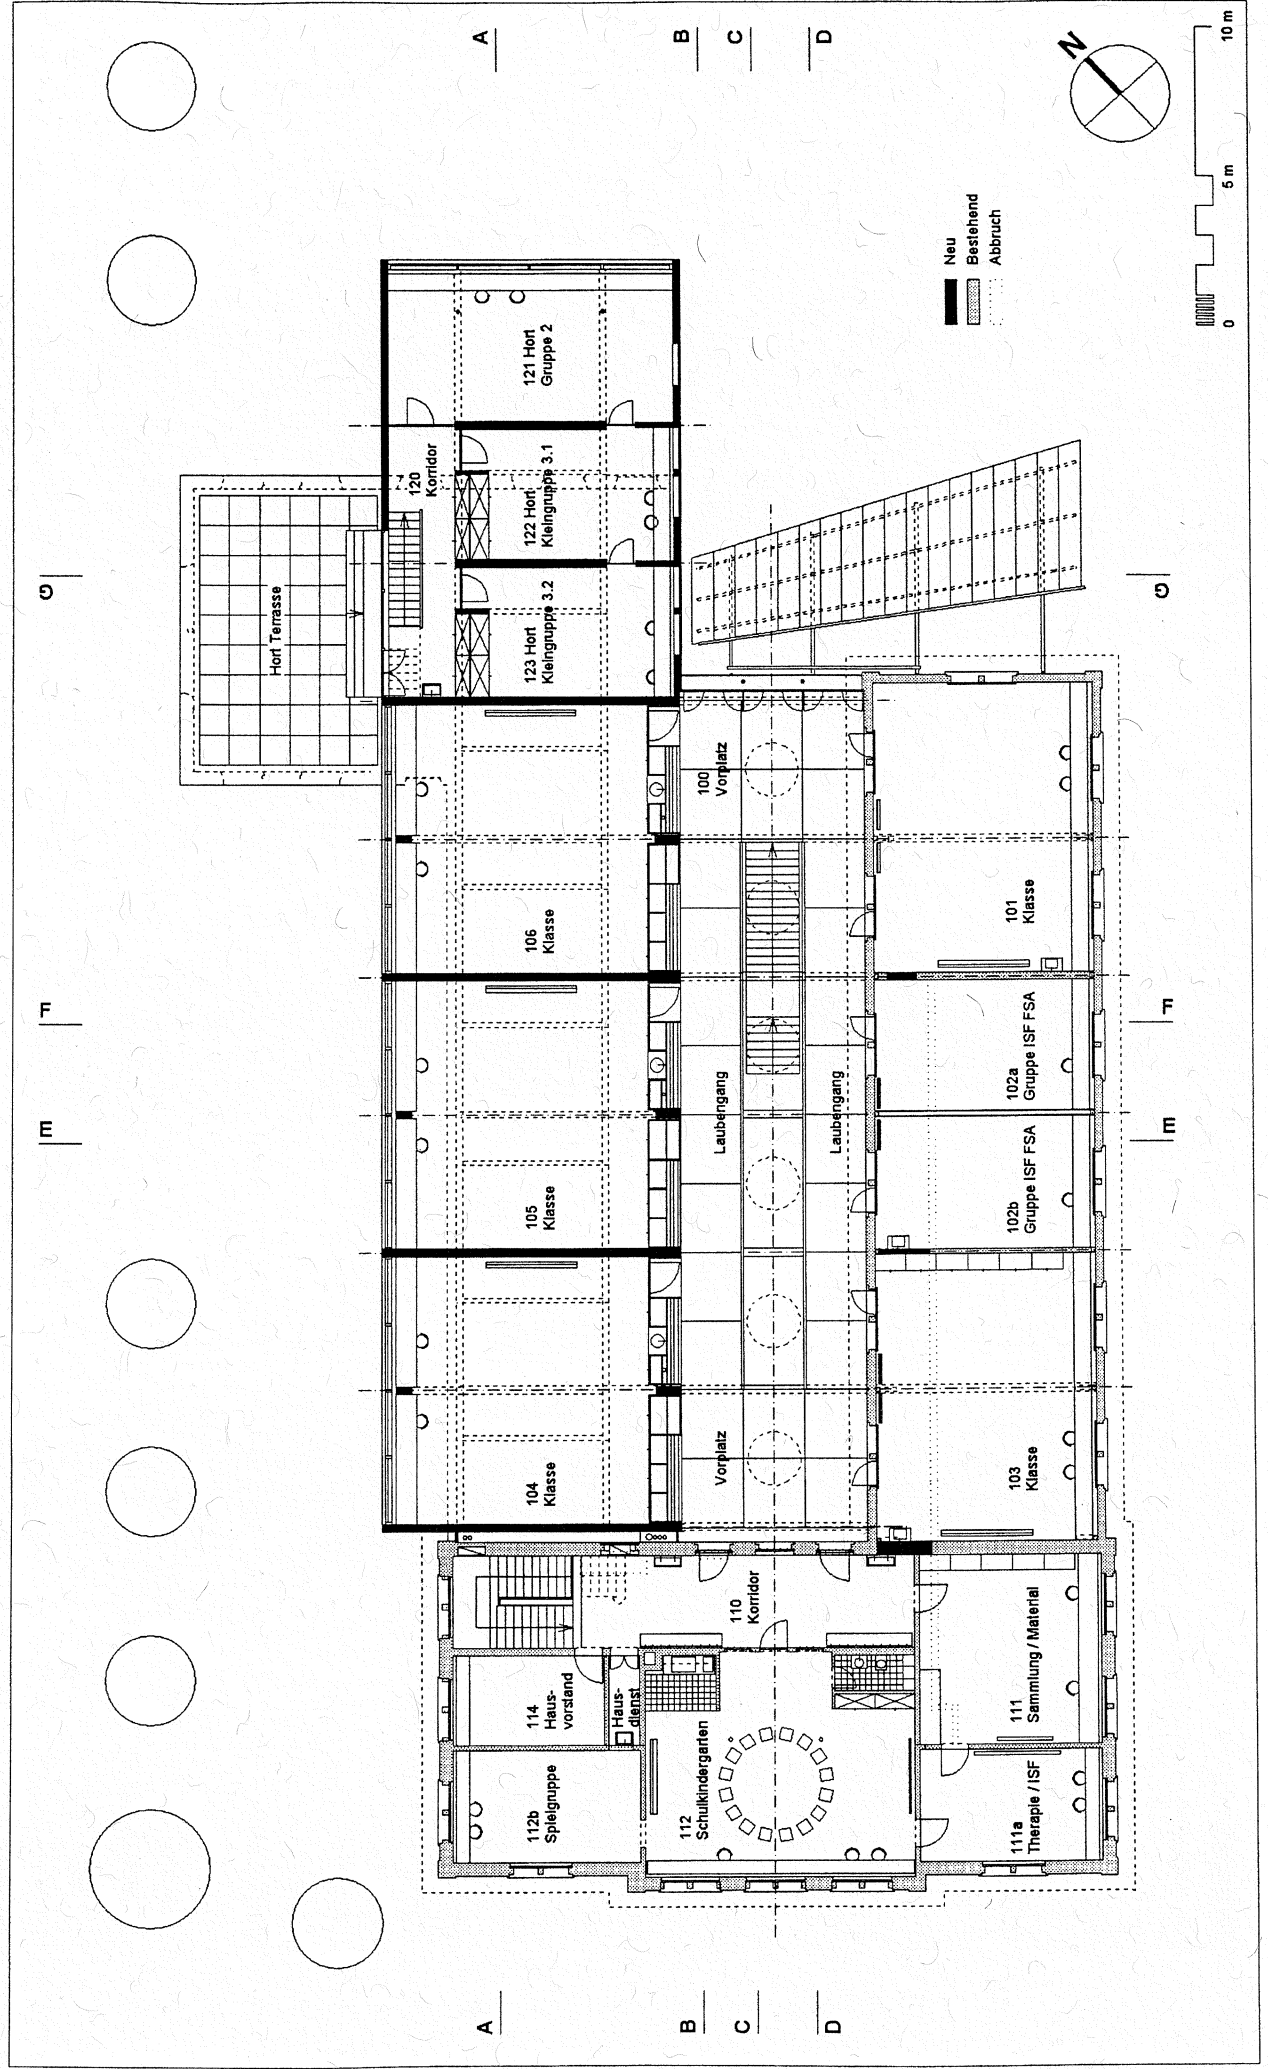 A
B
C
D
N
10 m
5 m
0
Neu
Bestehend
Abbruch
121 Hort
Gruppe 2
120
Korridor
122 Hort
Kleingruppe 3.1
123 Hort
Kleingruppe 3.2
Hort Terrasse
G
G
100
Vorplatz
106
Klasse
101
Klasse
F
F
105
Klasse
Laubengang
Laubengang
102a
Gruppe ISF FSA
102b
Gruppe ISF FSA
E
E
104
Klasse
Vorplatz
103
Klasse
110
Korridor
114
Haus-
vorstand
Haus-
dienst
111
Sammlung / Material
112b
Spielgruppe
112
Schulkindergarten
111a
Therapie / ISF
A
B
C
D